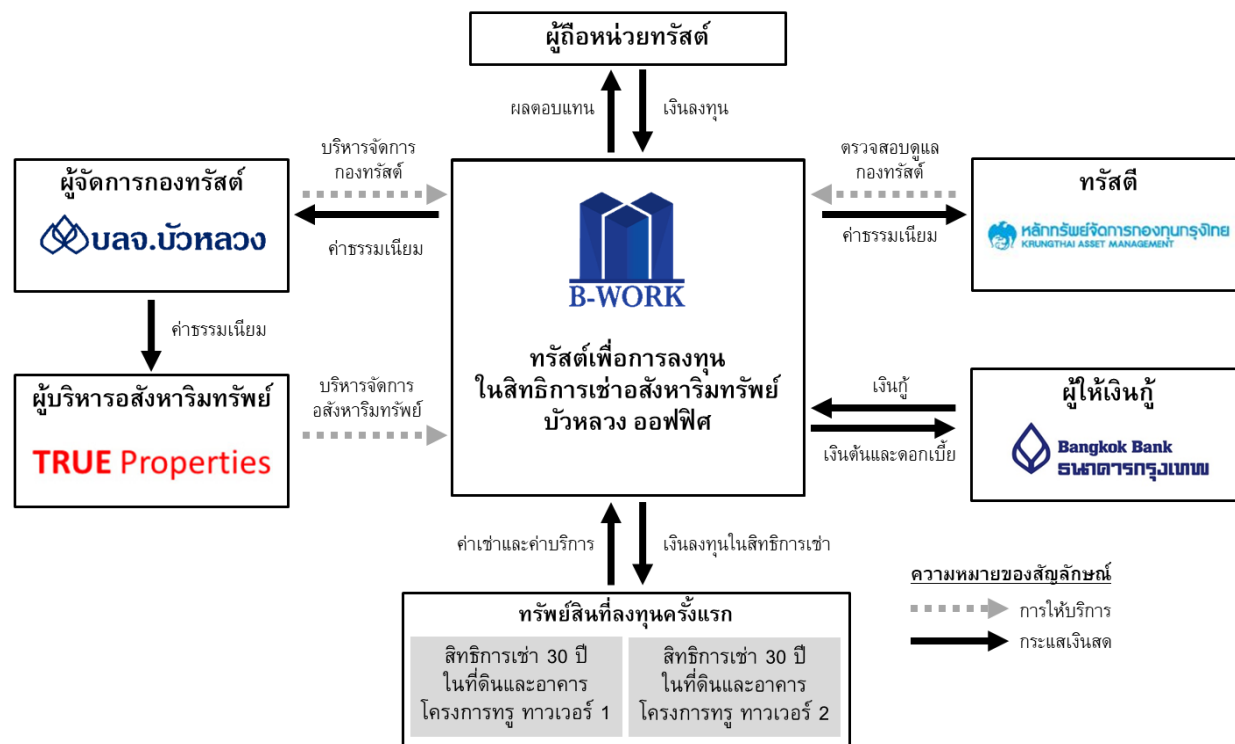 ผู้ถือหน่วยทรัสต์
ผลตอบแทน
เงินลงทุน
ผู้จัดการกองทรัสต์
บลจ.บัวหลวง
บริหารจัดการ
กองทรัสต์
ค่าธรรมเนียม
B-WORK
ทรัสต์เพื่อการลงทุน
ในสิทธิการเช่าอสังหาริมทรัพย์
บัวหลวง ออฟฟิศ
ตรวจสอบดูแล
กองทรัสต์
ค่าธรรมเนียม
ทรัสตี
หลักทรัพย์จัดการกองทุนกรุงไทย
KRUNGTHAI ASSET MANAGEMENT
ค่าธรรมเนียม
ผู้บริหารอสังหาริมทรัพย์
TRUE Properties
บริหารจัดการ
อสังหาริมทรัพย์
เงินกู้
เงินต้นและดอกเบี้ย
ผู้ให้เงินกู้
Bangkok Bank
ธนาคารกรุงเทพ
ค่าเช่าและค่าบริการ
เงินลงทุนในสิทธิการเช่า
ทรัพย์สินที่ลงทุนครั้งแรก
สิทธิการเช่า 30 ปี
ในที่ดินและอาคาร
โครงการทรู ทาวเวอร์ 1
สิทธิการเช่า 30 ปี
ในที่ดินและอาคาร
โครงการทรู ทาวเวอร์ 2
ความหมายของสัญลักษณ์
การให้บริการ
กระแสเงินสด